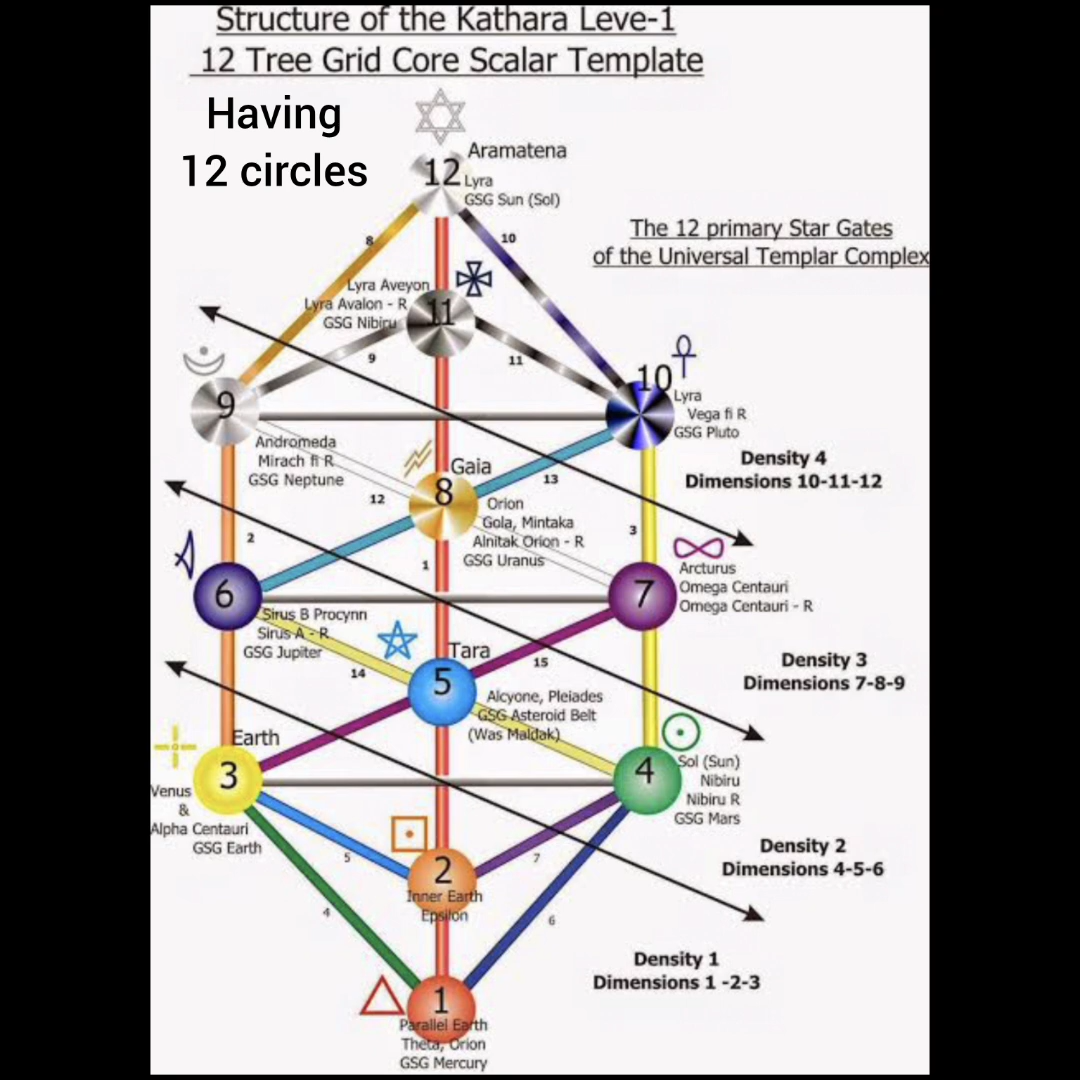 Structure of the Kathara Leve-1
12 Tree Grid Core Scalar Template
Having
12 circles
12
Aramatena
Lyra
GSG Sun (Sol)
The 12 primary Star Gates
of the Universal Templar Complex
8
10
Lyra Aveyon
Lyra Avalon - R
GSG Nibiru
11
9
11
9
10
Lyra
Vega fi R
GSG Pluto
Andromeda
Mirach fi R
GSG Neptune
Density 4
Dimensions 10-11-12
Gaia
8
13
12
Orion
Gola, Mintaka
Alnitak Orion - R
GSG Uranus
2
3
1
Arcturus
Omega Centauri
Omega Centauri - R
6
7
Sirus B Procynn
Sirus A - R
GSG Jupiter
Tara
15
14
5
Density 3
Dimensions 7-8-9
Alcyone, Pleiades
GSG Asteroid Belt
(Was Maldak)
Earth
3
4
Sol (Sun)
Nibiru
Nibiru R
GSG Mars
Venus
&
Alpha Centauri
GSG Earth
5
7
2
Inner Earth
Epsilon
Density 2
Dimensions 4-5-6
4
6
Density 1
Dimensions 1 -2-3
1
Parallel Earth
Theta, Orion
GSG Mercury